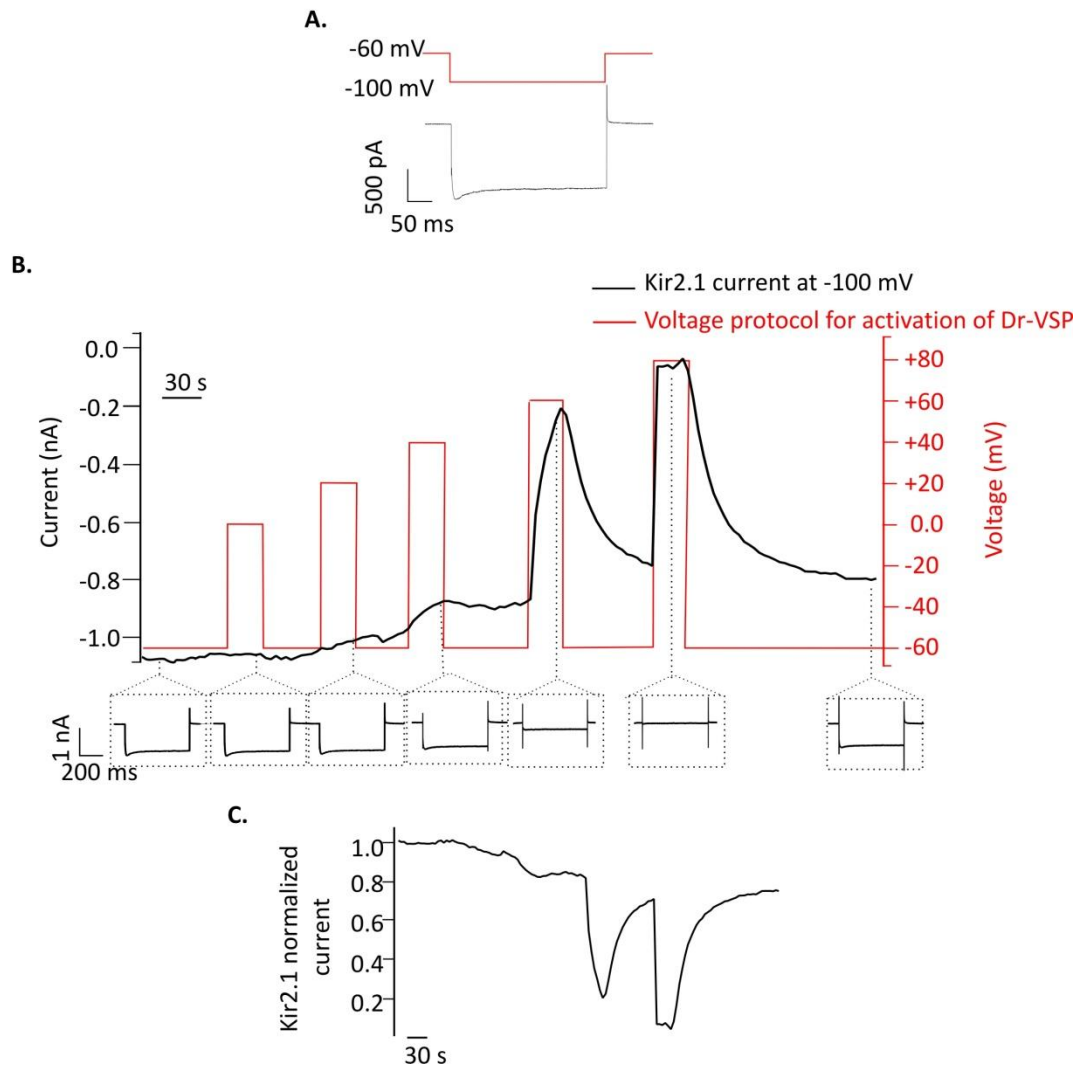 A.
-60 mV
-100 mV
500 pA
50 ms
B.
Kir2.1 current at -100 mV
Voltage protocol for activation of Dr-VSP
30 s
Current (nA)
0.0
-0.2
-0.4
-0.6
-0.8
-1.0
+80
+60
+40
+20
0.0
-20
-40
-60
Voltage (mV)
1 nA
200 ms
C.
Kir2.1 normalized
current
1.0
0.8
0.6
0.4
0.2
30 s